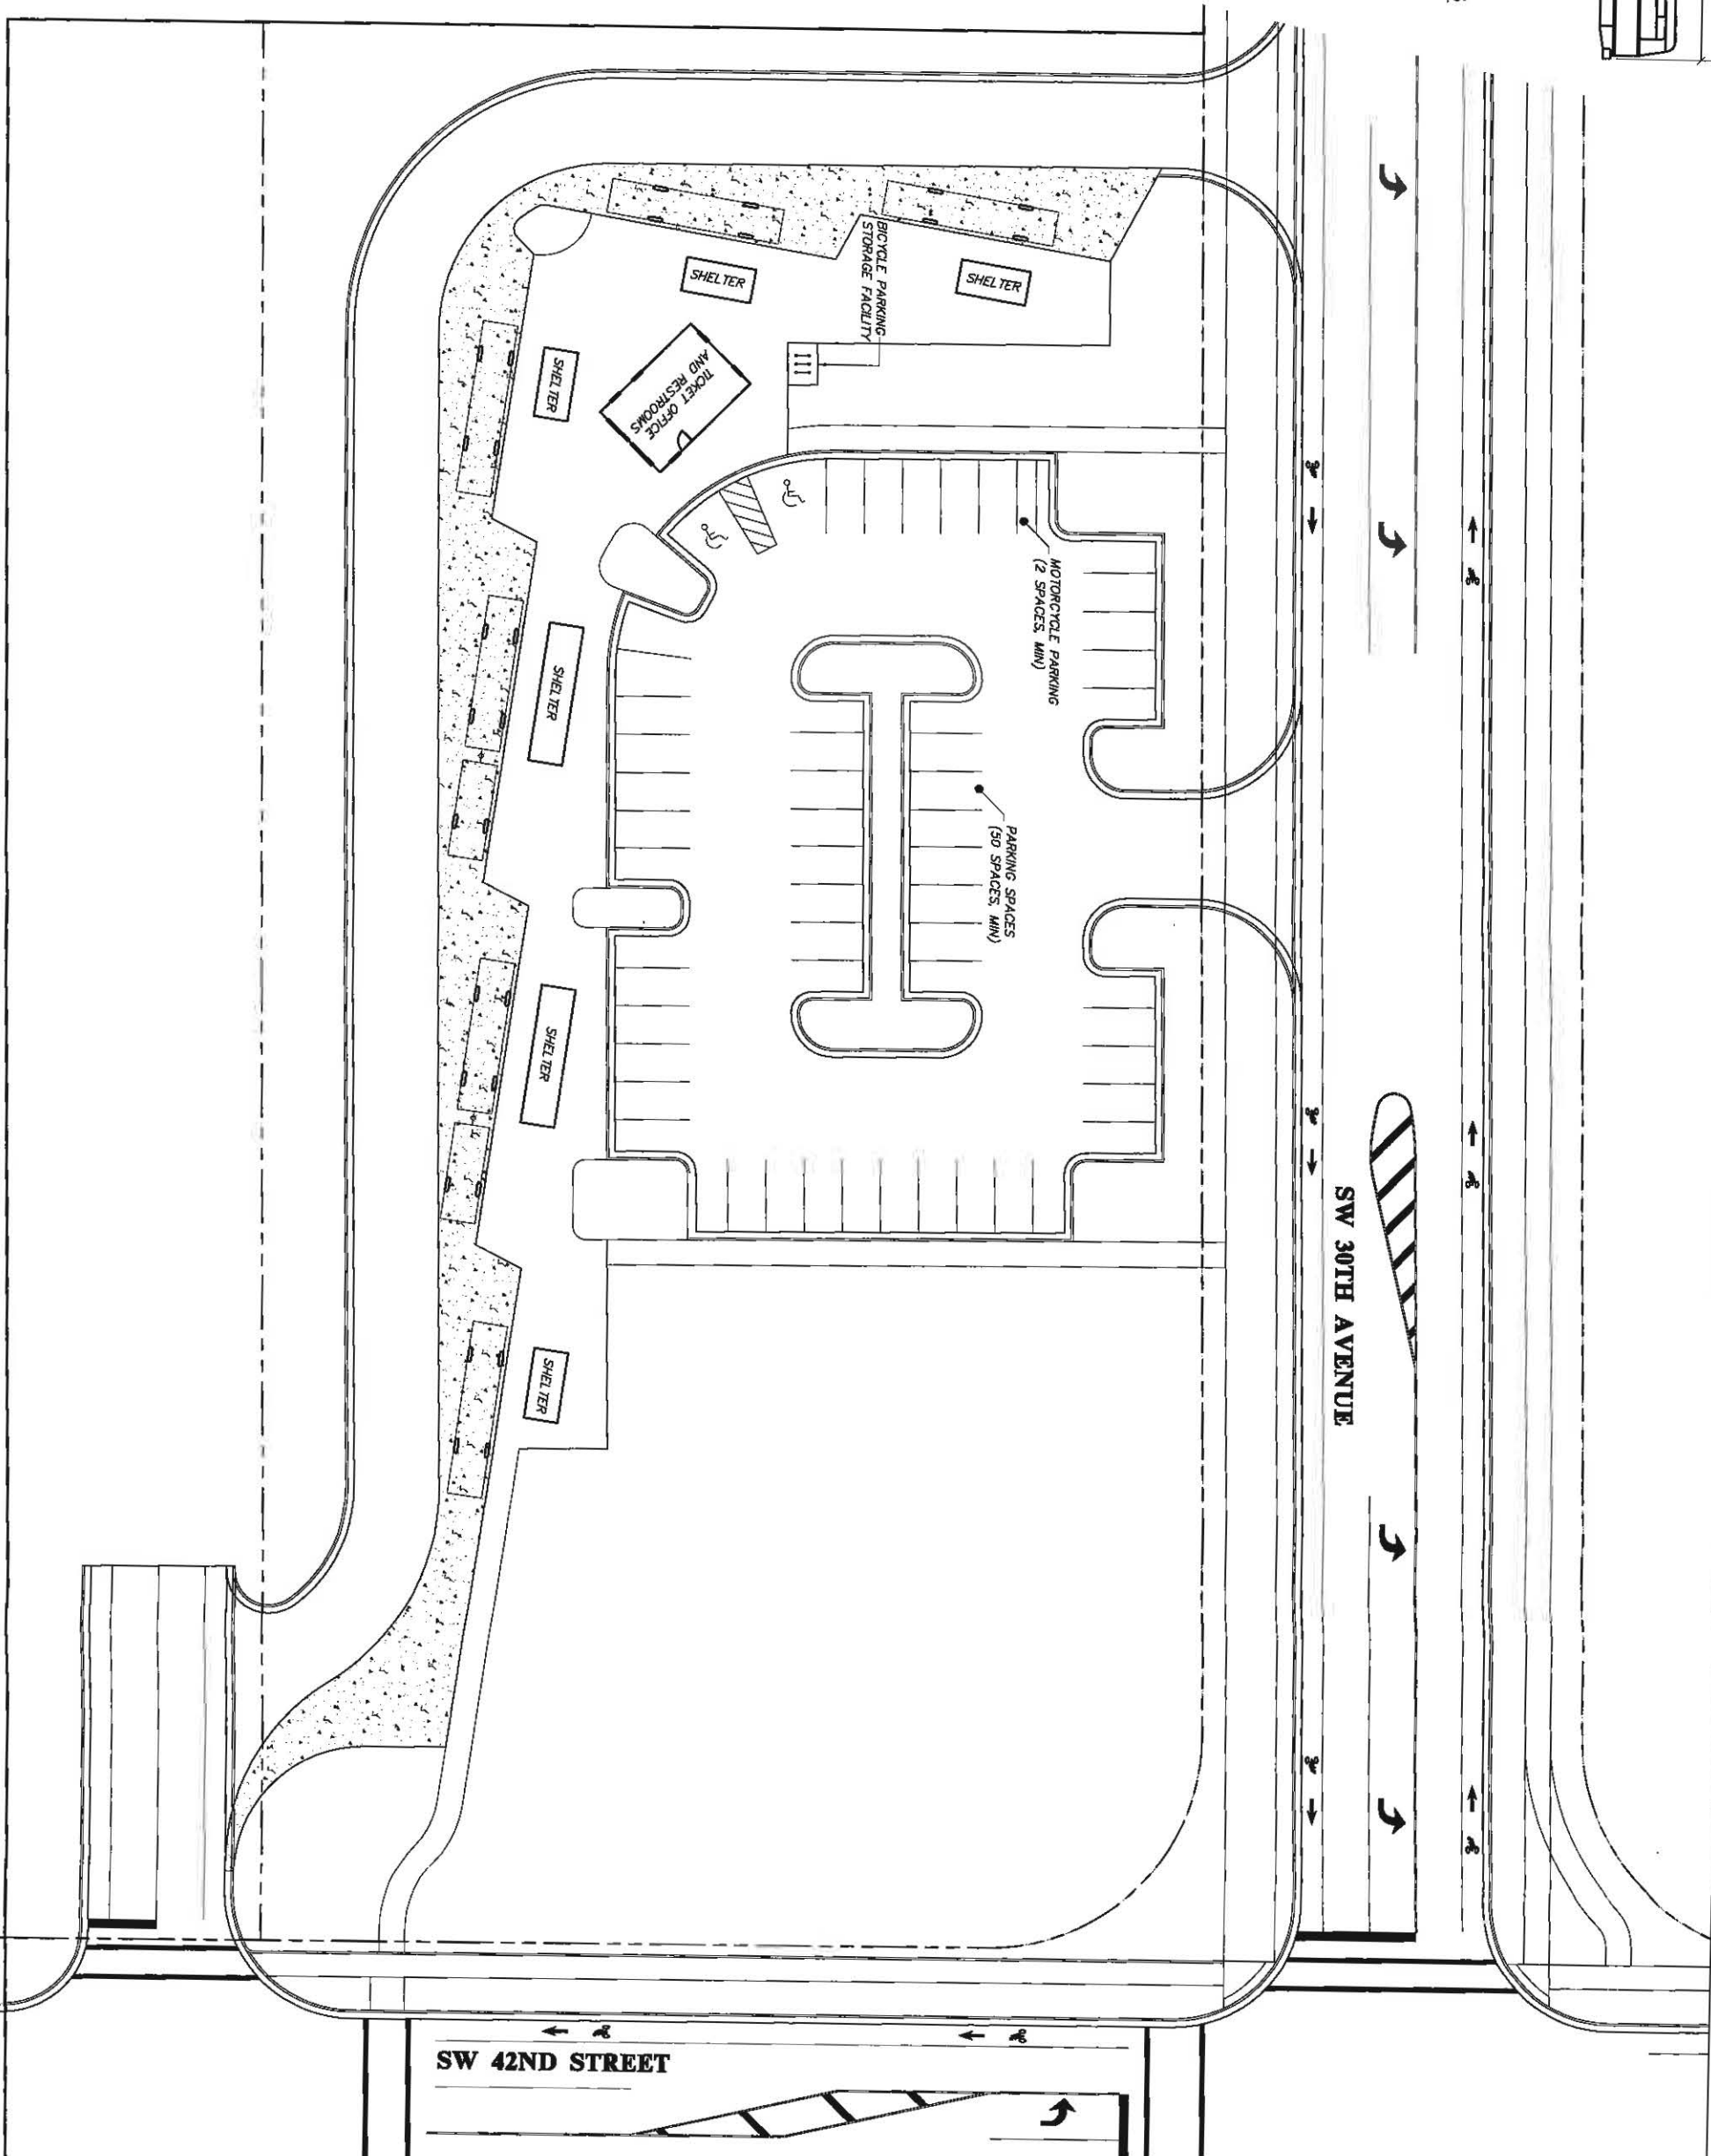 BICYCLE PARKING
STORAGE FACILITY
SHELTER
SHELTER
SHELTER
TICKET OFFICE
AND RESTROOMS
MOTORCYCLE PARKING
(2 SPACES, MIN)
SHELTER
PARKING SPACES
(50 SPACES, MIN)
SHELTER
SHELTER
SW 30TH AVENUE
SW 42ND STREET